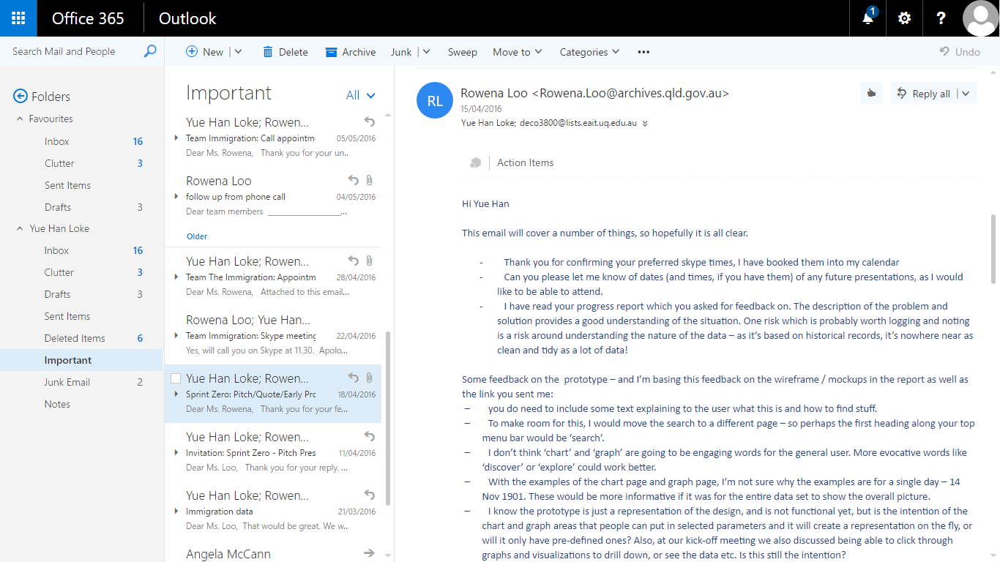 Office 365
Outlook
1
?
Search Mail and People
New
Delete
Archive
Junk
Sweep
Move to
Categories
•••
Undo
Folders
Favourites
Inbox 16
Clutter 3
Sent Items
Drafts 3
Yue Han Loke
Inbox 16
Clutter 3
Drafts 3
Sent Items
Deleted Items 6
Important
Junk Email 2
Notes
Important
All
Yue Han Loke; Rowen...
Team Immigration: Call appointm 05/05/2016
Dear Ms. Rowena, Thank you for your un..
Rowena Loo
follow up from phone call 04/05/2016
Dear team members ___________________...
Older
Yue Han Loke; Rowen...
Team The Immigration: Appointm 28/04/2016
Dear Ms. Rowena, Attached to this email...
Rowena Loo; Yue Han...
Team Immigration: Skype meeting 22/04/2016
Yes, will call you on Skype at 11.30. Apolo...
Yue Han Loke; Rowen...
Sprint Zero: Pitch/Quote/Early Prc 18/04/2016
Dear Ms. Rowena, Thank you for your fe...
Yue Han Loke; Rowen...
Invitation: Sprint Zero - Pitch Pres 11/04/2016
Dear Ms. Loo, Thank you for your reply. ...
Yue Han Loke; Rowen...
Immigration data 21/03/2016
Dear Ms. Loo, That would be great. We w...
Angela McCann
RL
Rowena Loo <Rowena.Loo@archives.qld.gov.au>
15/04/2016
Yue Han Loke; deco3800@lists.eait.uq.edu.au
Reply all
Action Items
Hi Yue Han
This email will cover a number of things, so hopefully it is all clear.
- Thank you for confirming your preferred skype times, I have booked them into my calendar
- Can you please let me know of dates (and times, if you have them) of any future presentations, as I would
like to be able to attend.
- I have read your progress report which you asked for feedback on. The description of the problem and
solution provides a good understanding of the situation. One risk which is probably worth logging and noting
is a risk around understanding the nature of the data – as it's based on historical records, it's nowhere near as
clean and tidy as a lot of data!
Some feedback on the prototype – and I'm basing this feedback on the wireframe / mockups in the report as well as
the link you sent me:
– you do need to include some text explaining to the user what this is and how to find stuff.
– To make room for this, I would move the search to a different page – so perhaps the first heading along your top
menu bar would be 'search'.
– I don't think 'chart' and 'graph' are going to be engaging words for the general user. More evocative words like
'discover' or 'explore' could work better.
– With the examples of the chart page and graph page, I'm not sure why the examples are for a single day – 14
Nov 1901. These would be more informative if it was for the entire data set to show the overall picture.
– I know the prototype is just a representation of the design, and is not functional yet, but is the intention of the
chart and graph areas that people can put in selected parameters and it will create a representation on the fly, or
will it only have pre-defined ones? Also, at our kick-off meeting we also discussed being able to click through
graphs and visualizations to drill down, or see the data etc. Is this still the intention?